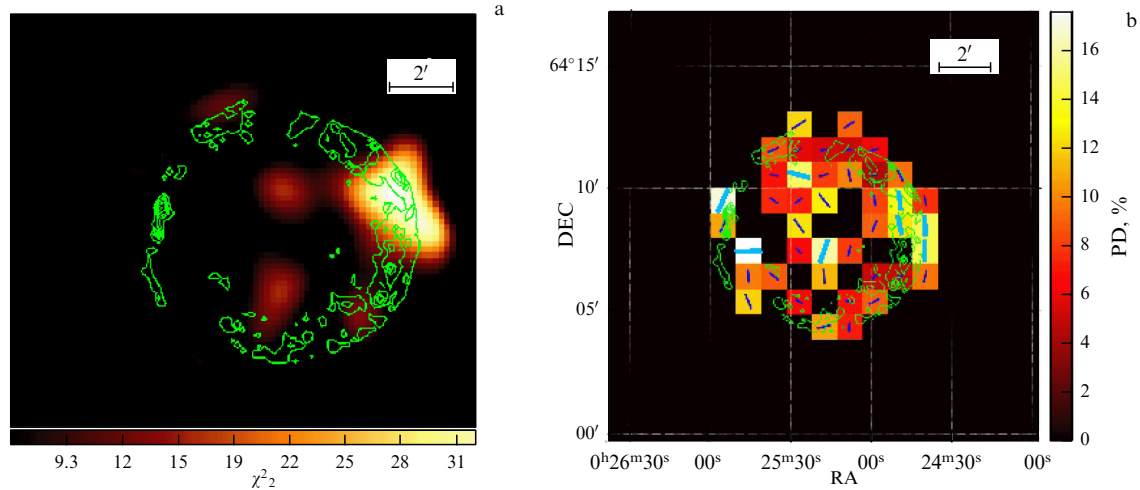 a
2′
9.3 12 15 19 22 25 28 31
χ²₂
b
2′
64°15′
10′
05′
00′
DEC
0ʰ26ᵐ30ˢ 00ˢ 25ᵐ30ˢ 00ˢ 24ᵐ30ˢ 00ˢ
RA
16
14
12
10
8
6
4
2
0
PD, %